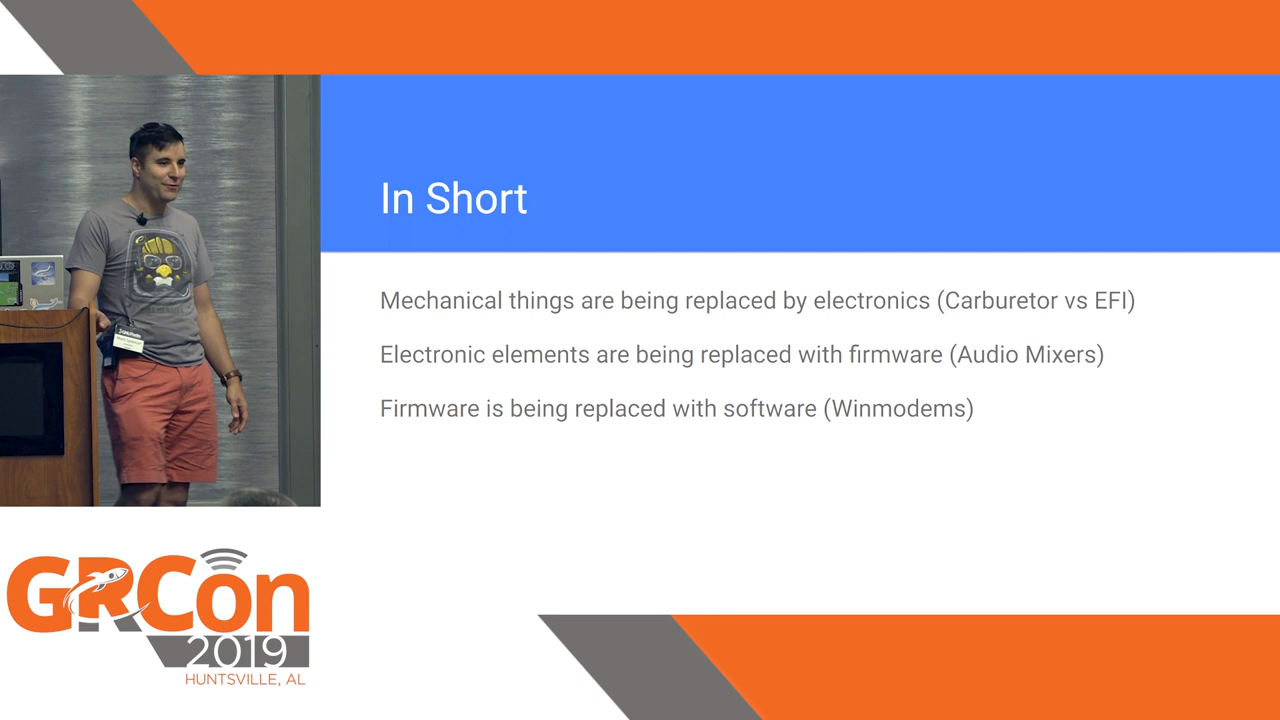 In Short
Mechanical things are being replaced by electronics (Carburetor vs EFI)
Electronic elements are being replaced with firmware (Audio Mixers)
Firmware is being replaced with software (Winmodems)
GRCon
2019
HUNTSVILLE, AL